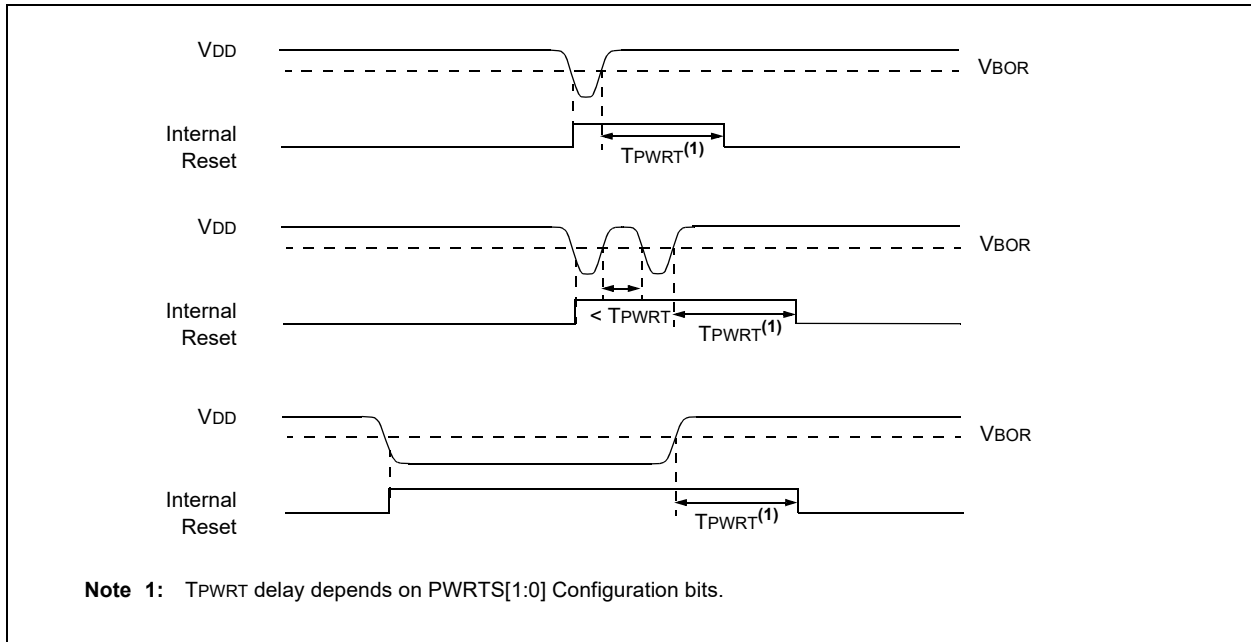 VDD
VBOR
Internal
Reset
TPWRT(1)
VDD
VBOR
Internal
Reset
< TPWRT
TPWRT(1)
VDD
VBOR
Internal
Reset
TPWRT(1)
Note 1: TPWRT delay depends on PWRTS[1:0] Configuration bits.